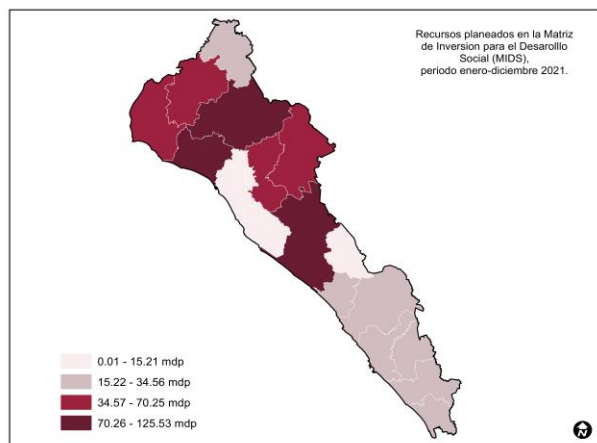 Recursos planeados en la Matriz
de Inversion para el Desarolllo
Social (MIDS),
periodo enero-diciembre 2021.
0.01 - 15.21 mdp
15.22 - 34.56 mdp
34.57 - 70.25 mdp
70.26 - 125.53 mdp
N